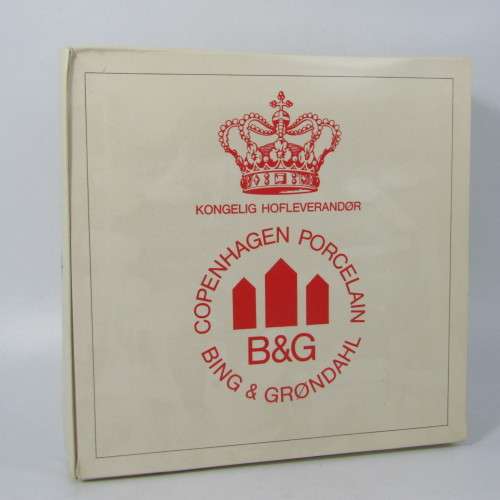 KONGELIG HOFLEVERANDØR
COPENHAGEN PORCELAIN
B&G
BING & GRØNDAHL